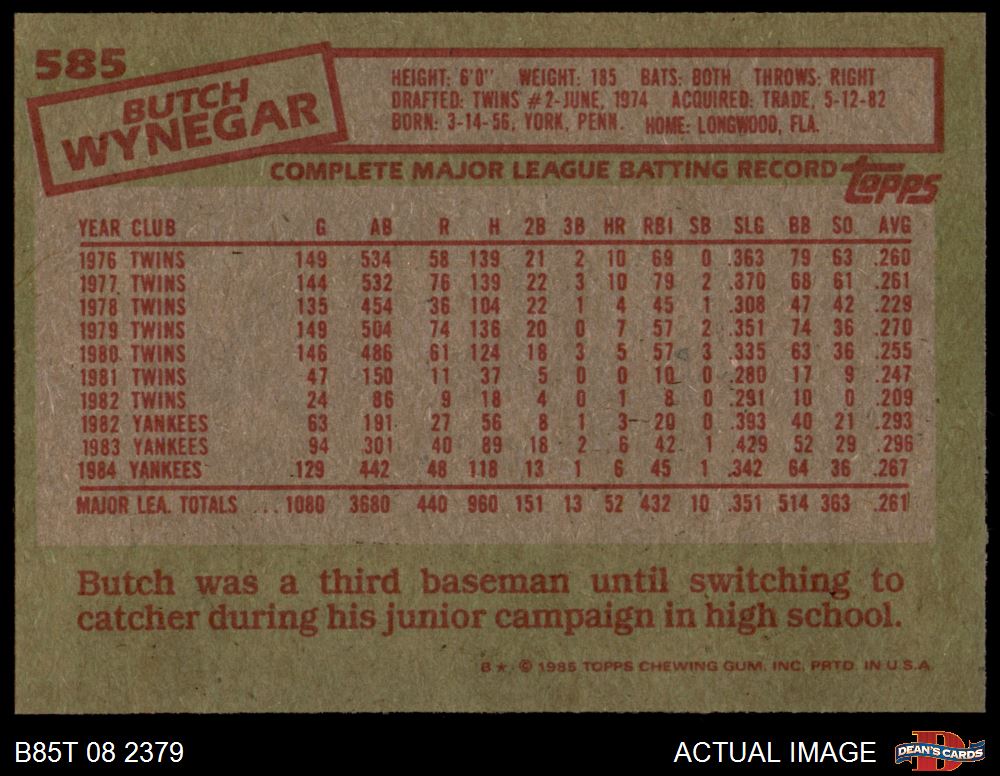 585
BUTCH
WYNEGAR
HEIGHT: 6'0" WEIGHT: 185 BATS: BOTH THROWS: RIGHT
DRAFTED: TWINS #2-JUNE, 1974 ACQUIRED: TRADE, 5-12-82
BORN: 3-14-56, YORK, PENN. HOME: LONGWOOD, FLA.
COMPLETE MAJOR LEAGUE BATTING RECORD topps
YEAR CLUB G AB R H 2B 3B HR RBI SB SLG BB SO AVG
1976 TWINS 149 534 58 139 21 2 10 69 0 .363 79 63 .260
1977 TWINS 144 532 76 139 22 3 10 79 2 .370 68 61 .261
1978 TWINS 135 454 36 104 22 1 4 45 1 .308 47 42 .229
1979 TWINS 149 504 74 136 20 0 7 57 2 .351 74 36 .270
1980 TWINS 146 486 61 124 18 3 5 57 3 .335 63 36 .255
1981 TWINS 47 150 11 37 5 0 0 10 0 .280 17 9 .247
1982 TWINS 24 86 9 18 4 0 1 8 0 .291 10 0 .209
1982 YANKEES 63 191 27 56 8 1 3 20 0 .393 40 21 .293
1983 YANKEES 94 301 40 89 18 2 6 42 1 .429 52 29 .296
1984 YANKEES 129 442 48 118 13 1 6 45 1 .342 64 36 .267
MAJOR LEA. TOTALS ... 1080 3680 440 960 151 13 52 432 10 .351 514 363 .261
Butch was a third baseman until switching to
catcher during his junior campaign in high school.
B ★ © 1985 TOPPS CHEWING GUM, INC. PRTD. IN U.S.A.
B85T 08 2379 ACTUAL IMAGE DEAN'S CARDS